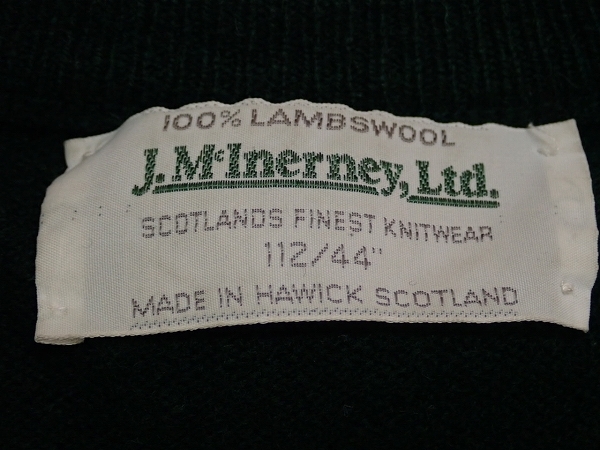 100% LAMBSWOOL
J. McInerney, Ltd.
SCOTLANDS FINEST KNITWEAR
112/44"
MADE IN HAWICK SCOTLAND